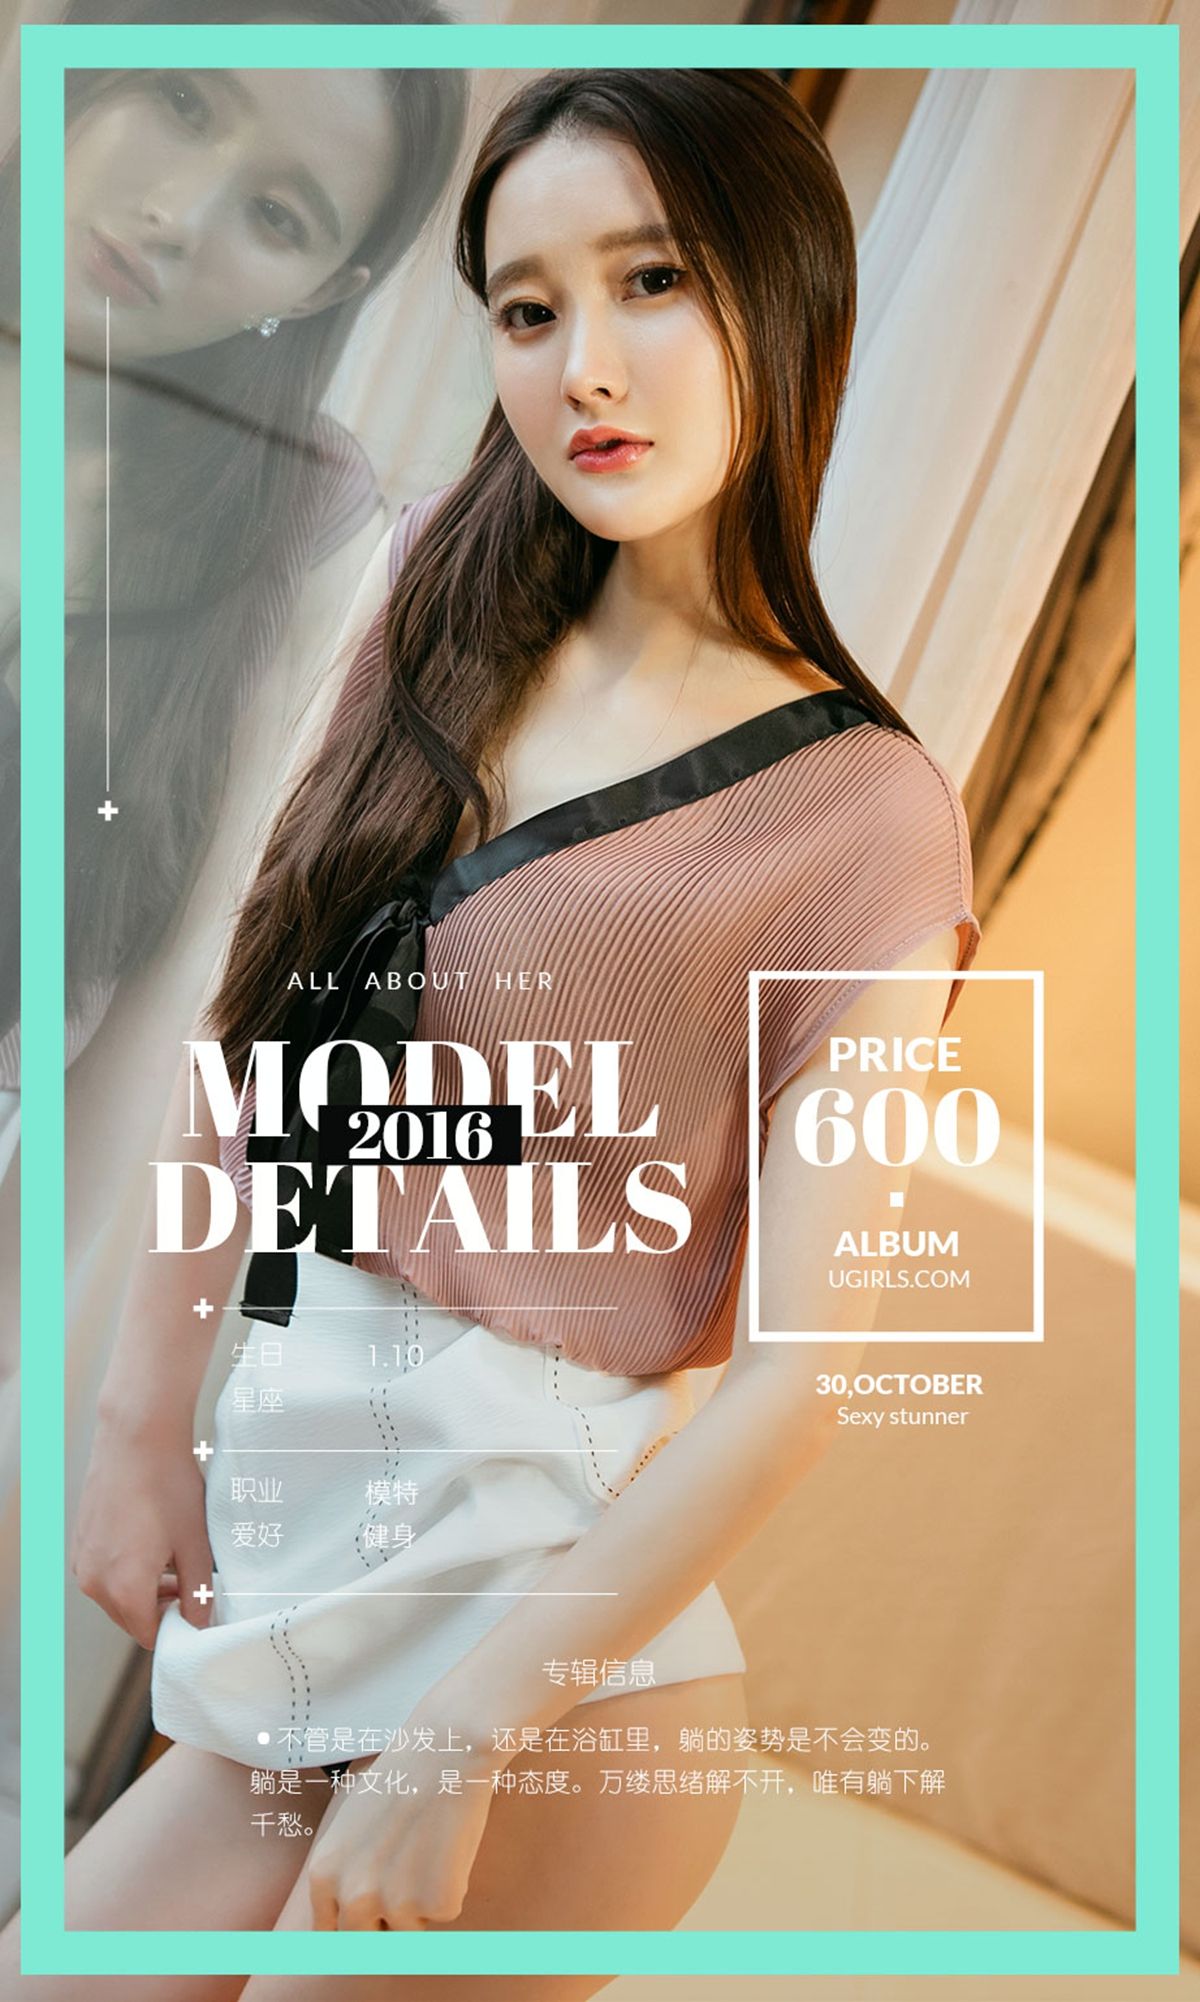 ALL ABOUT HER
MODEL
2016
DETAILS
PRICE
600
ALBUM
UGIRLS.COM
30,OCTOBER
Sexy stunner
生日 1.10
星座
职业 模特
爱好 健身
专辑信息
不管是在沙发上，还是在浴缸里，躺的姿势是不会变的。
躺是一种文化，是一种态度。万缕思绪解不开，唯有躺下解
千愁。